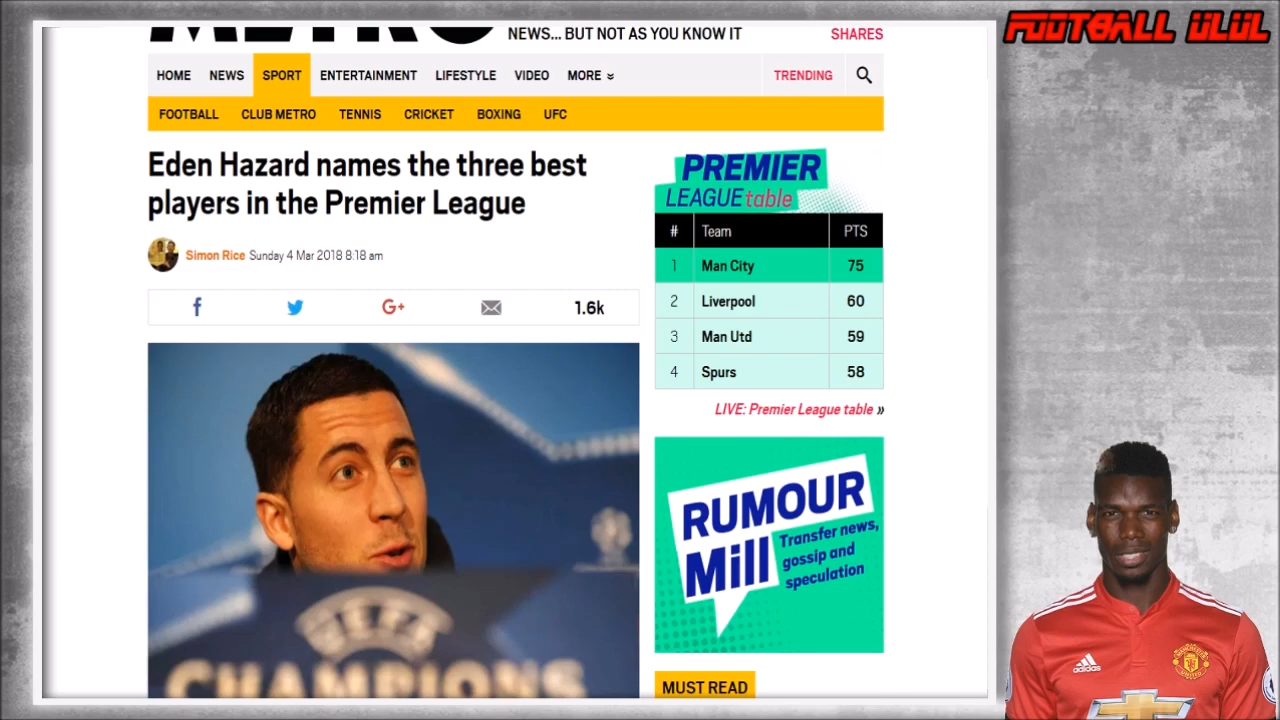 METRO
NEWS... BUT NOT AS YOU KNOW IT
SHARES
FOOTBALL ULUL
HOME NEWS SPORT ENTERTAINMENT LIFESTYLE VIDEO MORE TRENDING
FOOTBALL CLUB METRO TENNIS CRICKET BOXING UFC
Eden Hazard names the three best
players in the Premier League
Simon Rice Sunday 4 Mar 2018 8:18 am
G+ 1.6k
PREMIER
LEAGUE table
# Team PTS
1 Man City 75
2 Liverpool 60
3 Man Utd 59
4 Spurs 58
LIVE: Premier League table »
RUMOUR
Mill
Transfer news,
gossip and
speculation
MUST READ
UEFA
CHAMPIONS
adidas